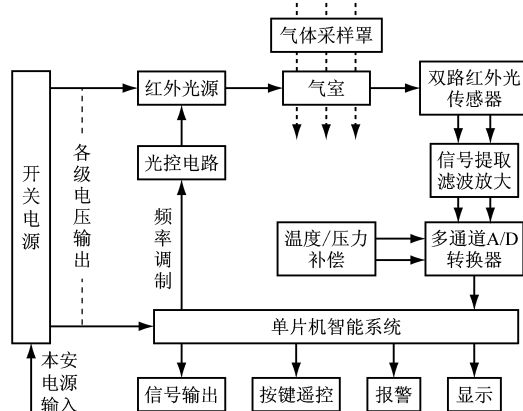 气体采样罩
红外光源
气室
双路红外光
传感器
开关电源
各级电压输出
光控电路
信号提取
滤波放大
频率调制
温度/压力
补偿
多通道A/D
转换器
单片机智能系统
本安
电源
输入
信号输出
按键遥控
报警
显示